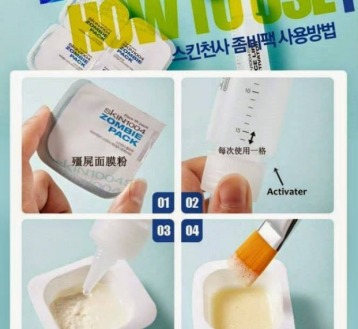 HOW TO USE
스킨천사 좀비팩 사용방법
SKIN1004
ZOMBIE
PACK
殭屍面膜粉
每次使用一格
Activater
01
02
03
04